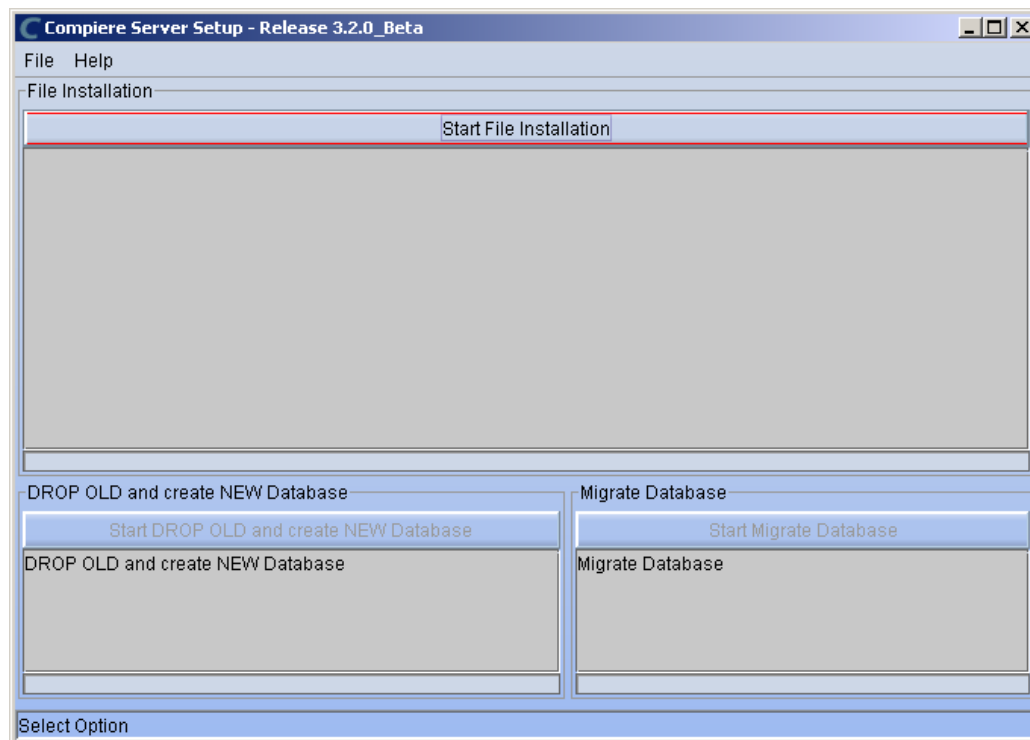 Compiere Server Setup - Release 3.2.0_Beta
File Help
File Installation
Start File Installation
DROP OLD and create NEW Database
Start DROP OLD and create NEW Database
DROP OLD and create NEW Database
Migrate Database
Start Migrate Database
Migrate Database
Select Option